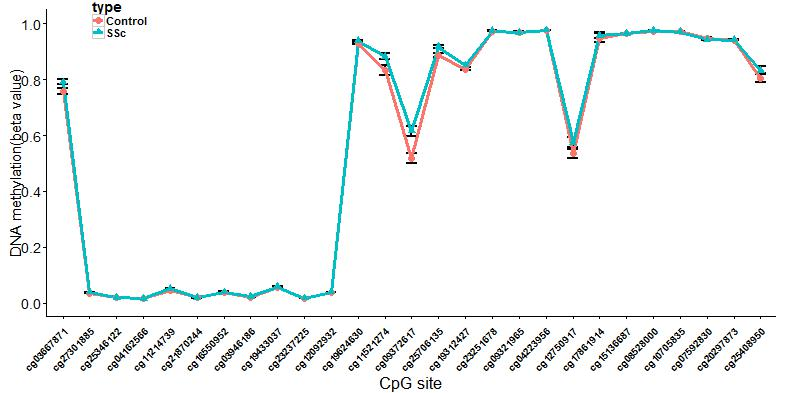 type
Control
SSc
DNA methylation(beta value)
1.0
0.8
0.6
0.4
0.2
0.0
cg03667871
cg27301885
cg25346122
cg04162566
cg11214739
cg21870244
cg16550952
cg03946186
cg19433037
cg23237225
cg12092932
cg19624630
cg11521274
cg09372617
cg25706135
cg19312427
cg23251678
cg09321965
cg04223956
cg12750917
cg17861914
cg15136687
cg08528000
cg10705835
cg07592830
cg20297873
cg25408950
CpG site